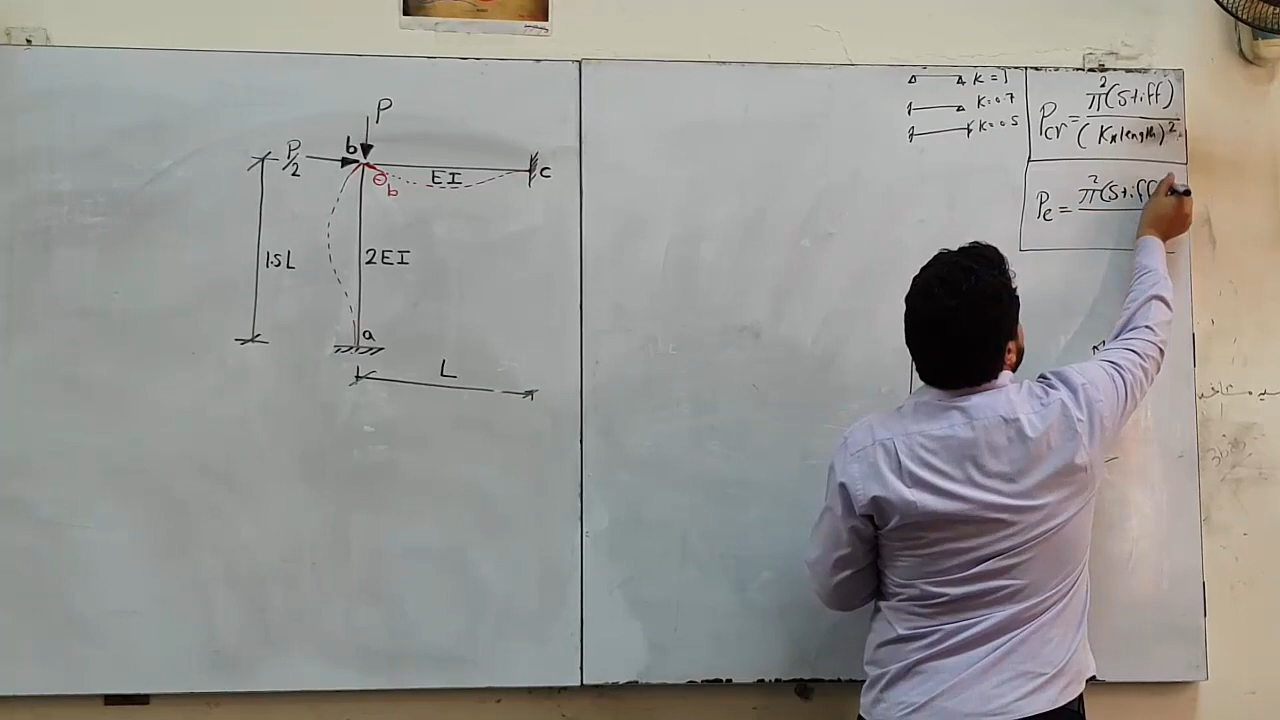 P
P/2
b
θb
EI
c
1.5L
2EI
a
L
K=1
K=0.7
K=0.5
Pcr = π²(Stiff) / (K*length)²
Pe = π²(Stiff